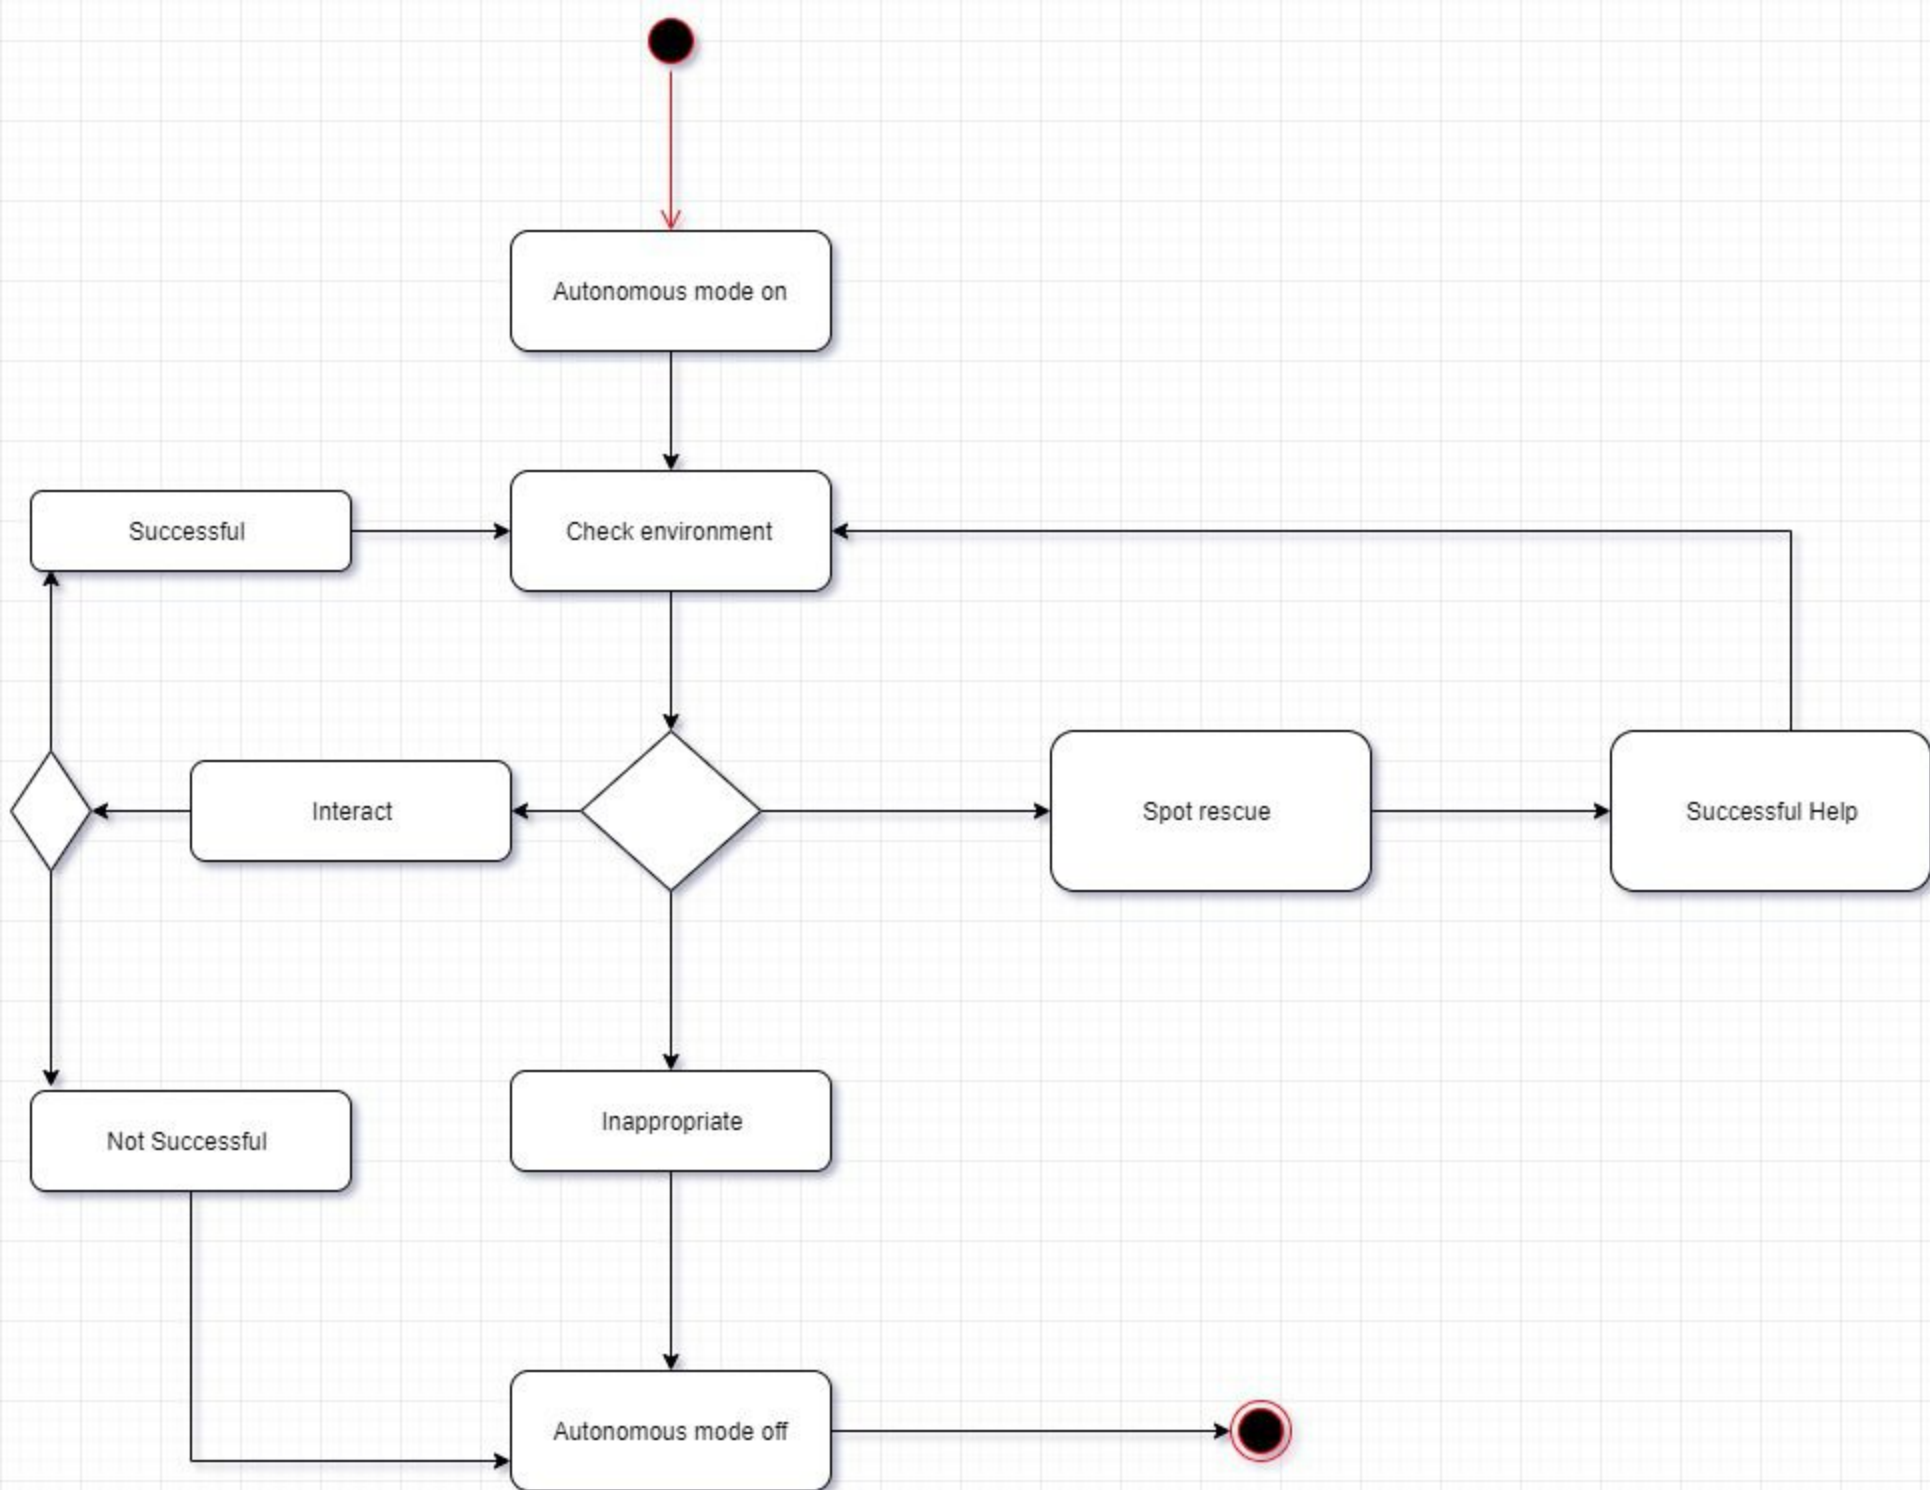 Autonomous mode on
Successful
Check environment
Interact
Spot rescue
Successful Help
Inappropriate
Not Successful
Autonomous mode off